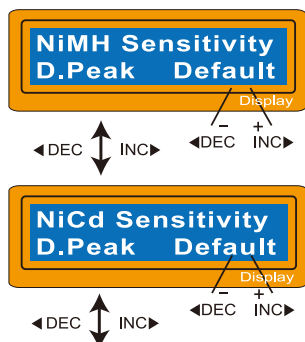 NiMH Sensitivity
D.Peak Default
Display
− +
◀DEC INC▶ ◀DEC INC▶
NiCd Sensitivity
D.Peak Default
Display
− +
◀DEC INC▶ ◀DEC INC▶